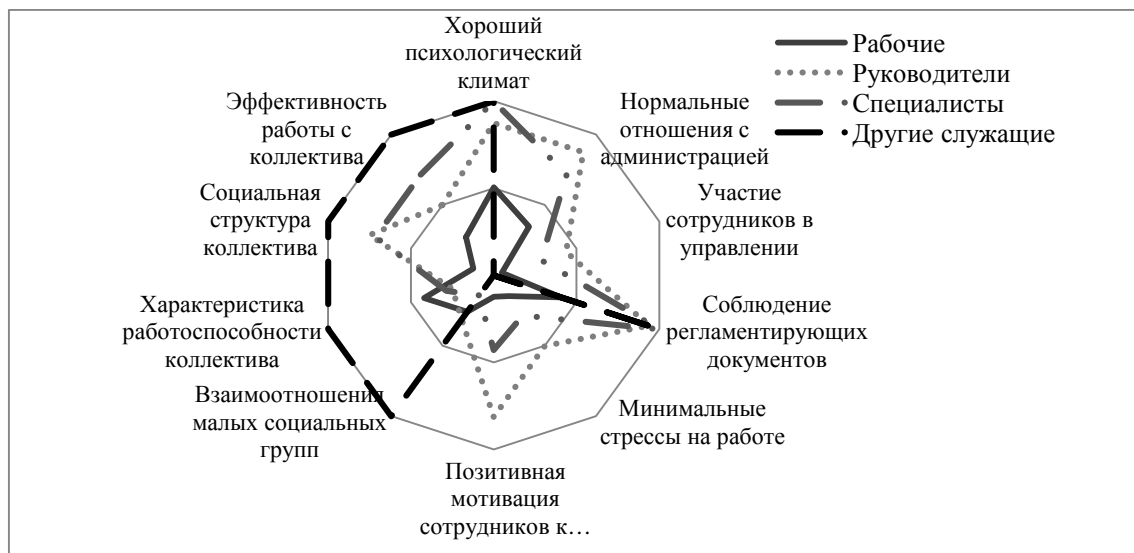 Хороший
психологический
климат
Нормальные
отношения с
администрацией
Участие
сотрудников в
управлении
Соблюдение
регламентирующих
документов
Минимальные
стрессы на работе
Позитивная
мотивация
сотрудников к…
Взаимоотношения
малых социальных
групп
Характеристика
работоспособности
коллектива
Социальная
структура
коллектива
Эффективность
работы с
коллектива
Рабочие
Руководители
Специалисты
Другие служащие